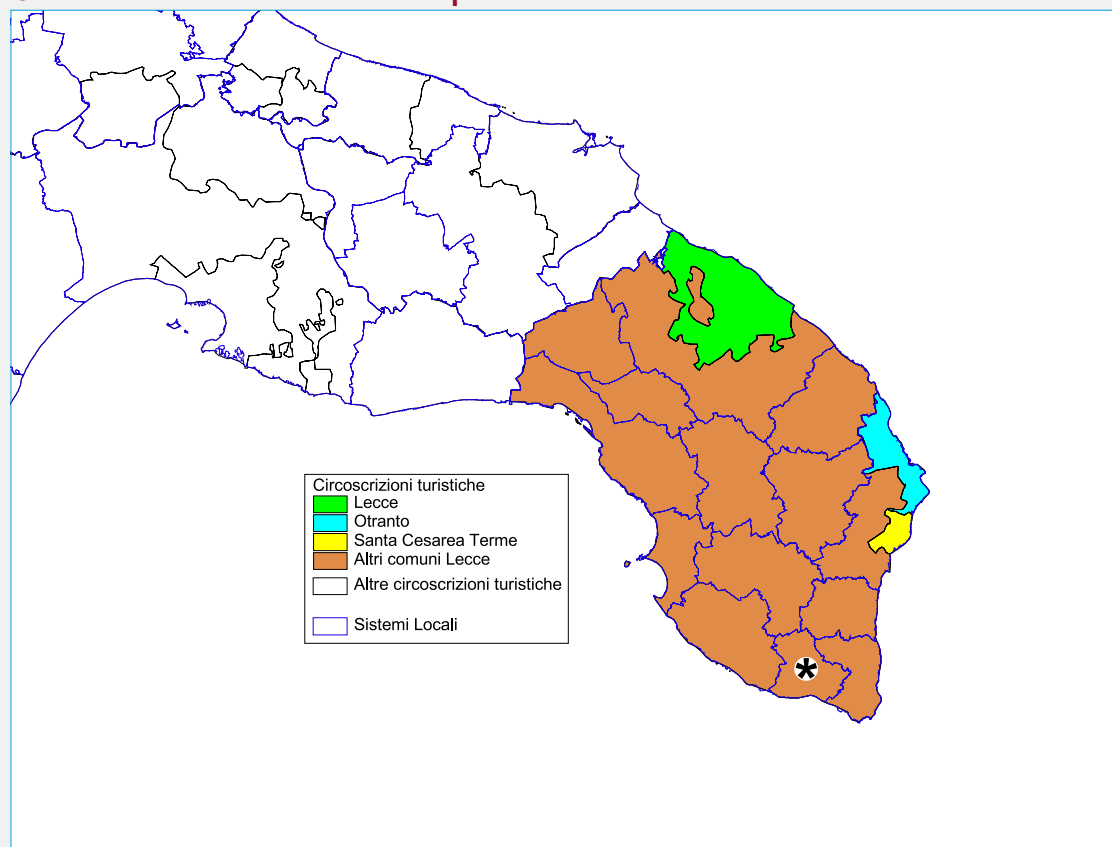 Circoscrizioni turistiche
Lecce
Otranto
Santa Cesarea Terme
Altri comuni Lecce
Altre circoscrizioni turistiche
Sistemi Locali
*